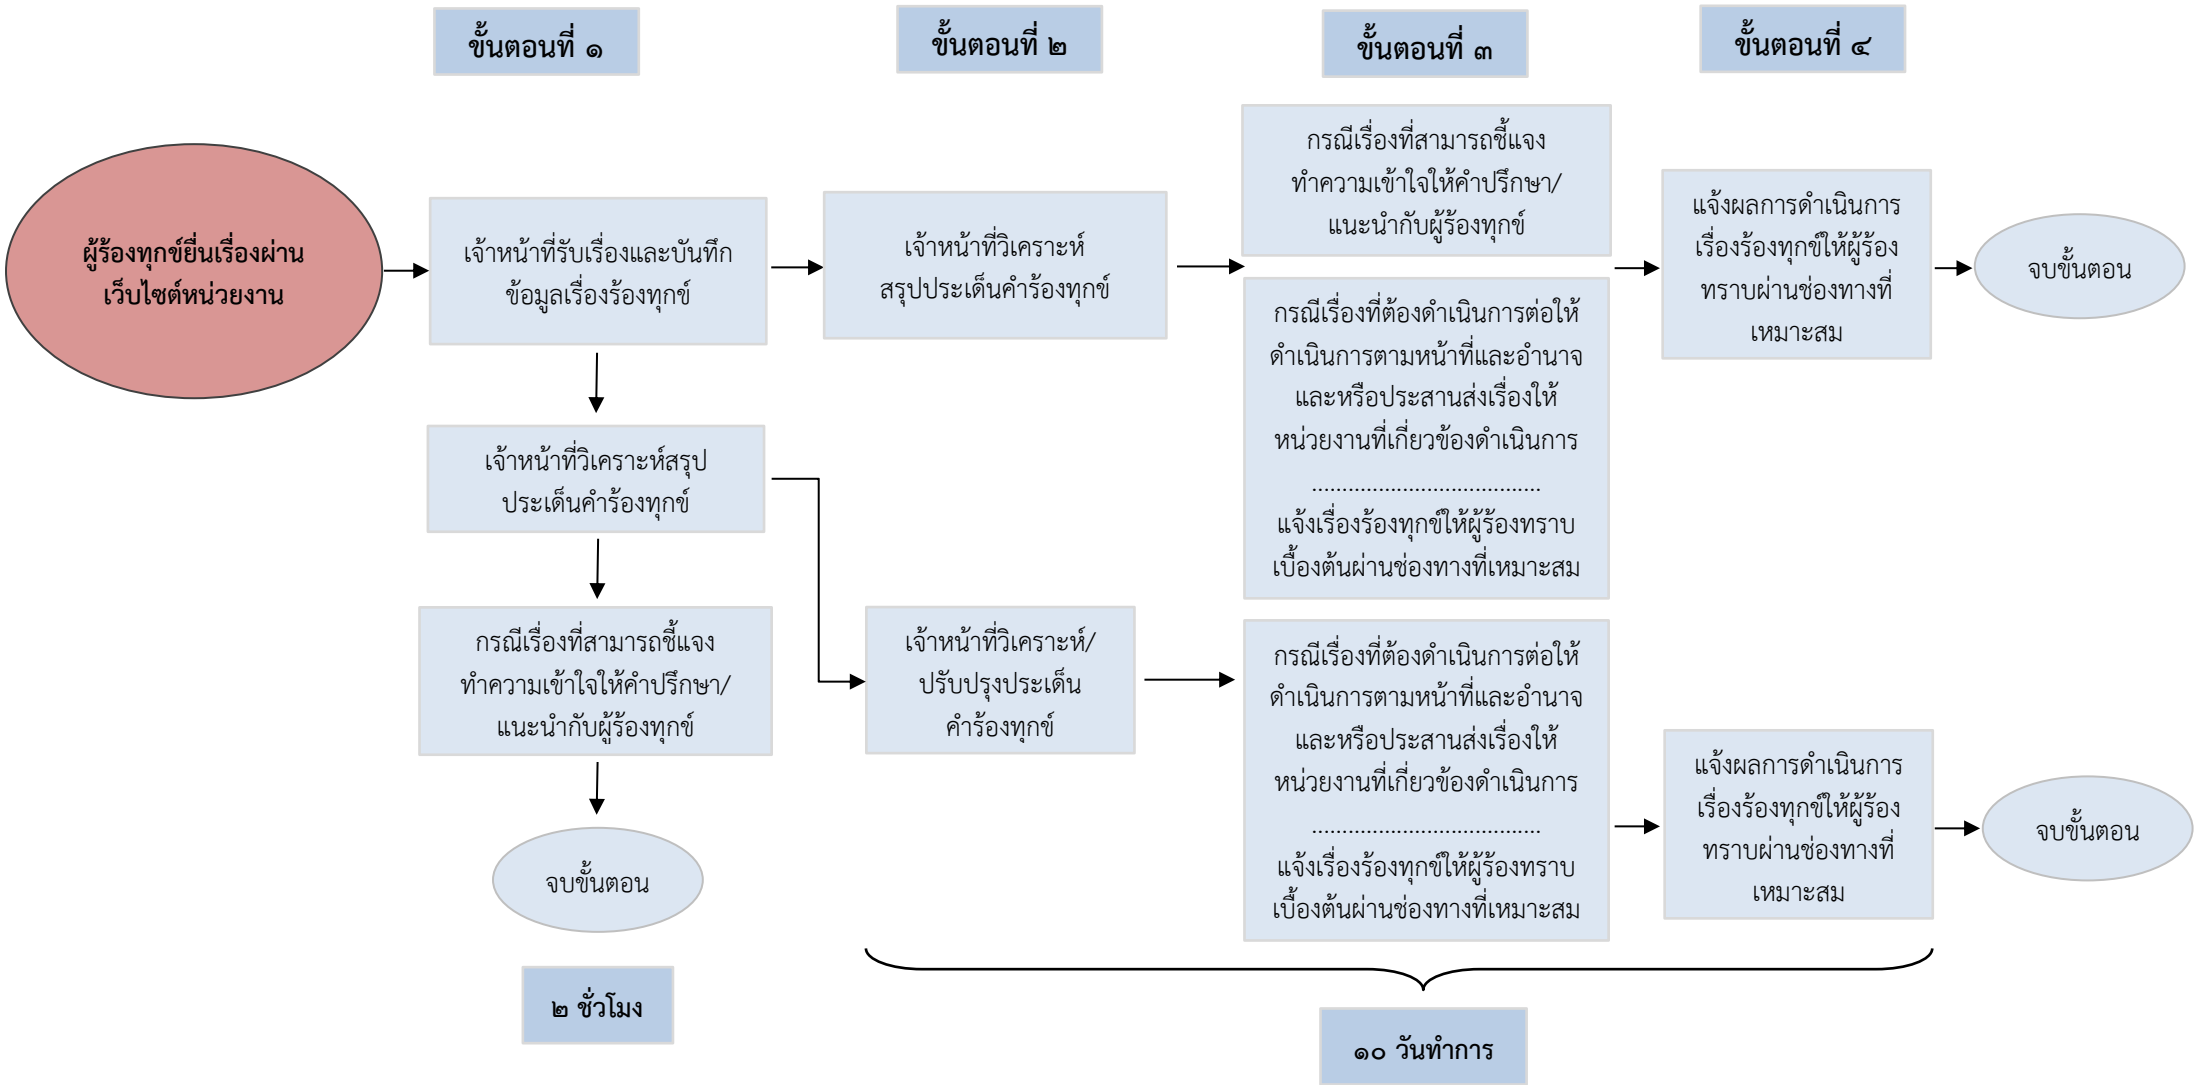 ขั้นตอนที่ ๑
ขั้นตอนที่ ๒
ขั้นตอนที่ ๓
ขั้นตอนที่ ๔
ผู้ร้องทุกข์ยื่นเรื่องผ่าน
เว็บไซต์หน่วยงาน
เจ้าหน้าที่รับเรื่องและบันทึก
ข้อมูลเรื่องร้องทุกข์
เจ้าหน้าที่วิเคราะห์
สรุปประเด็นคำร้องทุกข์
กรณีเรื่องที่สามารถชี้แจง
ทำความเข้าใจให้คำปรึกษา/
แนะนำกับผู้ร้องทุกข์
กรณีเรื่องที่ต้องดำเนินการต่อให้
ดำเนินการตามหน้าที่และอำนาจ
และหรือประสานส่งเรื่องให้
หน่วยงานที่เกี่ยวข้องดำเนินการ
......................................
แจ้งเรื่องร้องทุกข์ให้ผู้ร้องทราบ
เบื้องต้นผ่านช่องทางที่เหมาะสม
แจ้งผลการดำเนินการ
เรื่องร้องทุกข์ให้ผู้ร้อง
ทราบผ่านช่องทางที่
เหมาะสม
จบขั้นตอน
เจ้าหน้าที่วิเคราะห์สรุป
ประเด็นคำร้องทุกข์
กรณีเรื่องที่สามารถชี้แจง
ทำความเข้าใจให้คำปรึกษา/
แนะนำกับผู้ร้องทุกข์
จบขั้นตอน
๒ ชั่วโมง
เจ้าหน้าที่วิเคราะห์/
ปรับปรุงประเด็น
คำร้องทุกข์
กรณีเรื่องที่ต้องดำเนินการต่อให้
ดำเนินการตามหน้าที่และอำนาจ
และหรือประสานส่งเรื่องให้
หน่วยงานที่เกี่ยวข้องดำเนินการ
......................................
แจ้งเรื่องร้องทุกข์ให้ผู้ร้องทราบ
เบื้องต้นผ่านช่องทางที่เหมาะสม
แจ้งผลการดำเนินการ
เรื่องร้องทุกข์ให้ผู้ร้อง
ทราบผ่านช่องทางที่
เหมาะสม
จบขั้นตอน
๑๐ วันทำการ